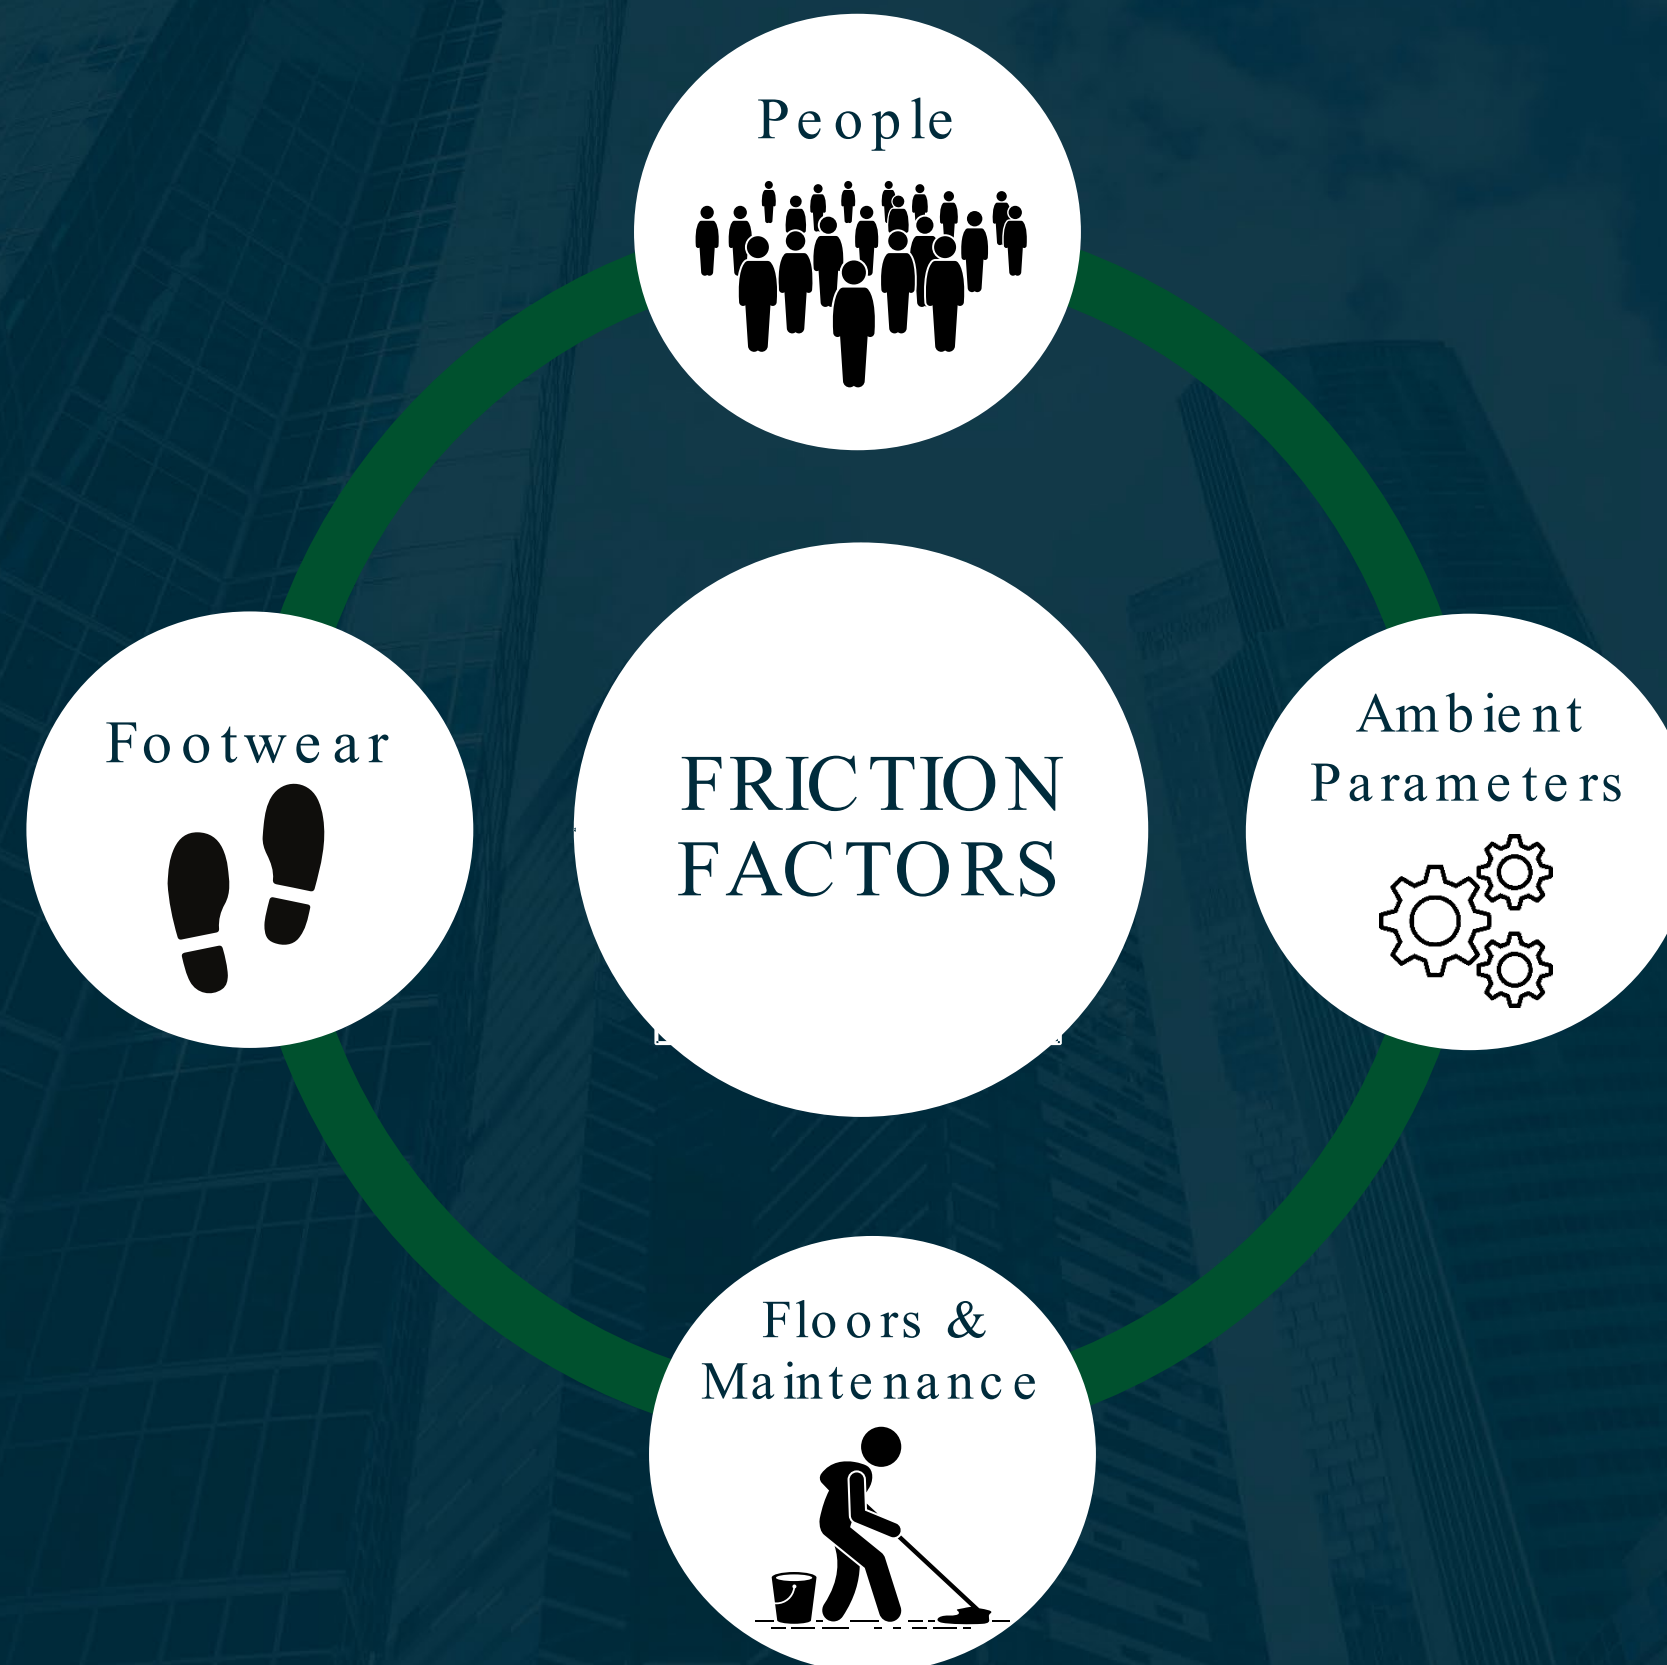 People
Footwear
FRICTION
FACTORS
Ambient
Parameters
Floors &
Maintenance